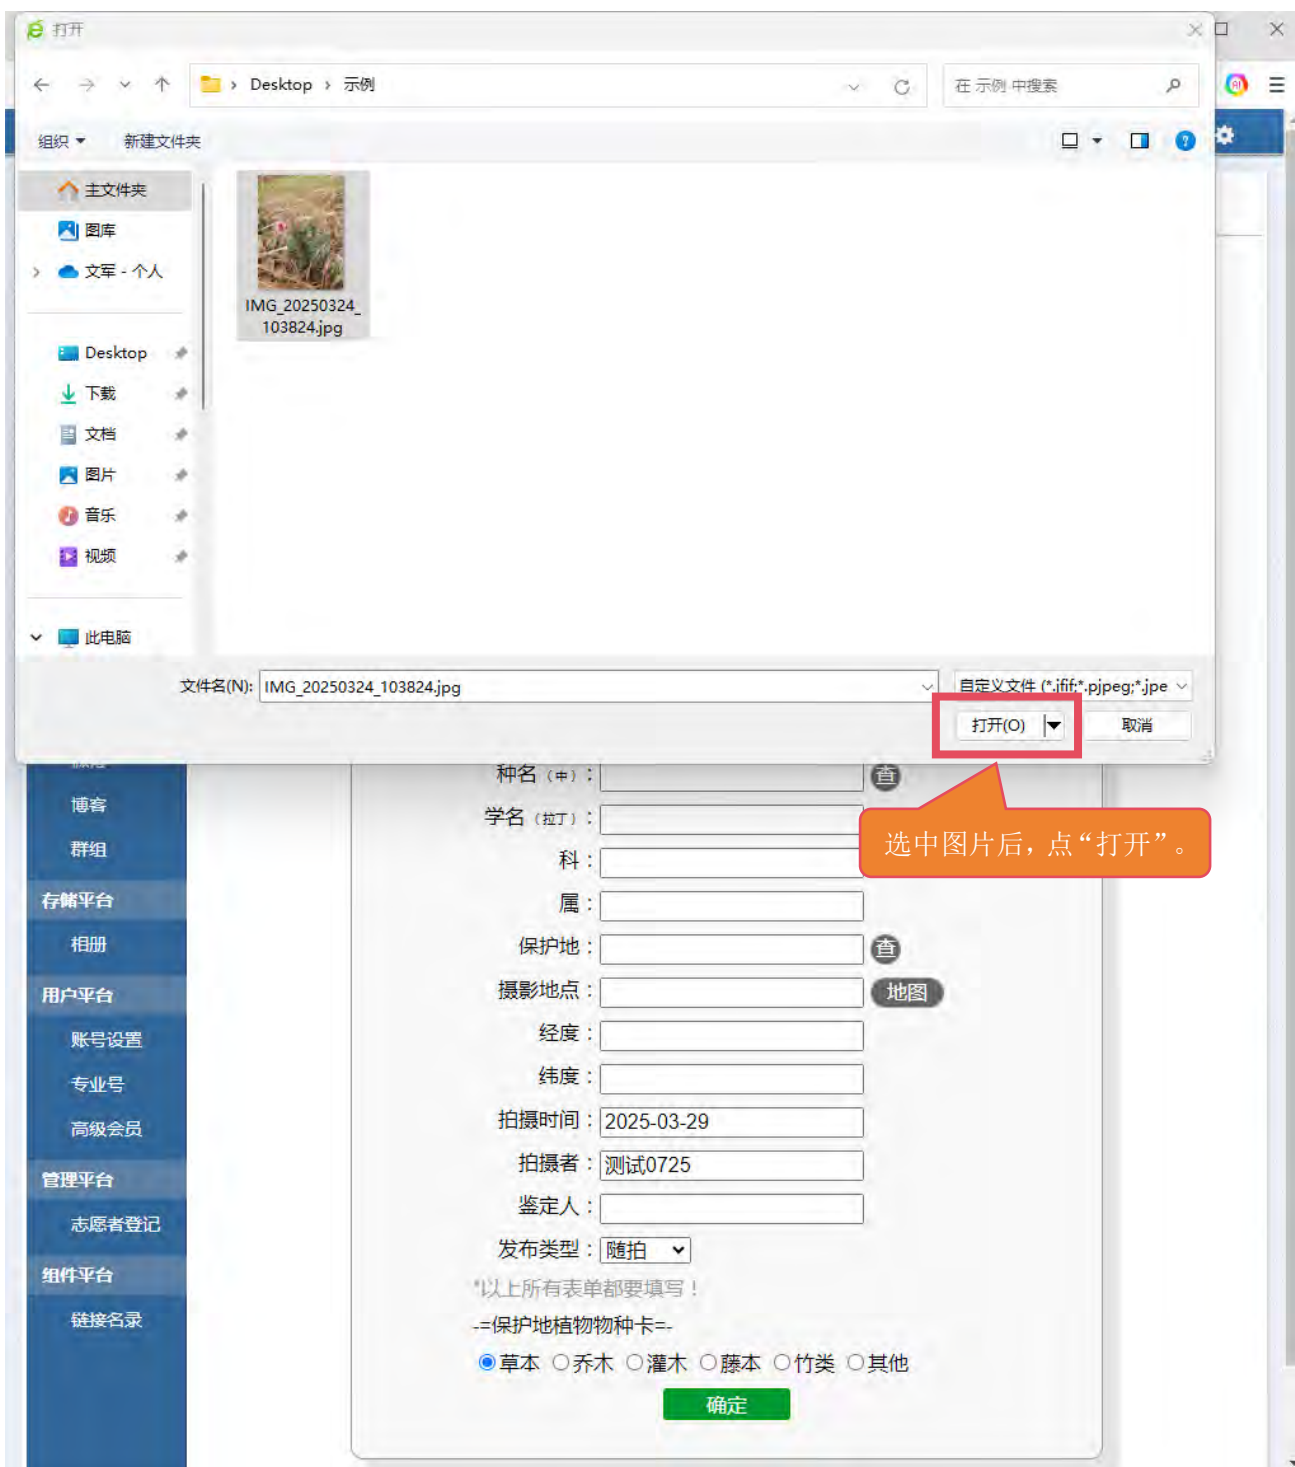 打开
Desktop › 示例
在 示例 中搜索
组织
新建文件夹
主文件夹
图库
文军 - 个人
Desktop
下载
文档
图片
音乐
视频
此电脑
IMG_20250324_
103824.jpg
文件名(N): IMG_20250324_103824.jpg
自定义文件 (*.jfif;*.pjpeg;*.jpe
打开(O)
取消
选中图片后，点“打开”。
博客
群组
存储平台
相册
用户平台
账号设置
专业号
高级会员
管理平台
志愿者登记
组件平台
链接名录
种名（中）： 查
学名（拉丁）：
科：
属：
保护地： 查
摄影地点： 地图
经度：
纬度：
拍摄时间：2025-03-29
拍摄者：测试0725
鉴定人：
发布类型：随拍
*以上所有表单都要填写！
-=保护地植物物种卡=-
草本 乔木 灌木 藤本 竹类 其他
确定